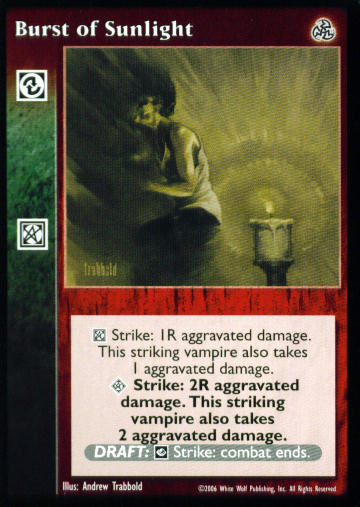 Burst of Sunlight
trabbold
Strike: 1R aggravated damage.
This striking vampire also takes
1 aggravated damage.
Strike: 2R aggravated
damage. This striking
vampire also takes
2 aggravated damage.
DRAFT: Strike: combat ends.
Illus: Andrew Trabbold ©2006 White Wolf Publishing, Inc. All Rights Reserved.